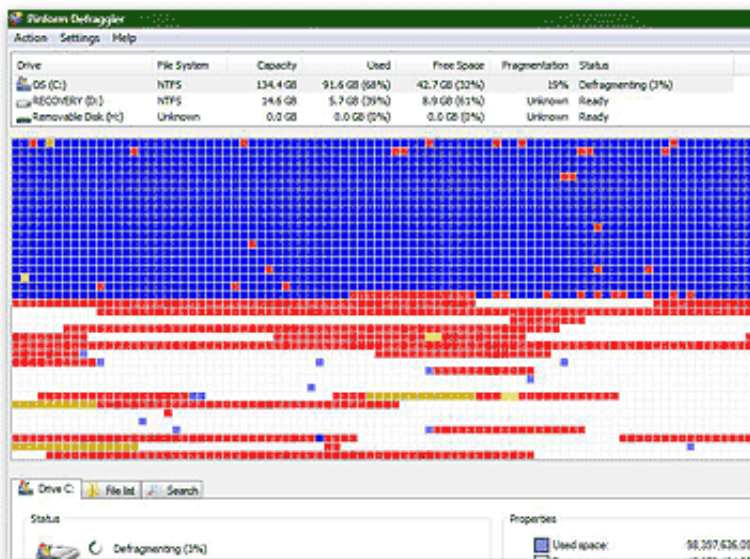 Piriform Defraggler
Action Settings Help
Drive File System Capacity Used Free Space Fragmentation Status
OS (C:) NTFS 134.4 GB 91.6 GB (68%) 42.7 GB (32%) 19% Defragmenting (3%)
RECOVERY (D:) NTFS 14.6 GB 5.7 GB (39%) 8.9 GB (61%) Unknown Ready
Removable Disk Unknown 0.0 GB 0.0 GB (0%) 0.0 GB (0%) Unknown Ready
Drive C: File list Search
Status
Defragmenting (3%)
Properties
Used space: